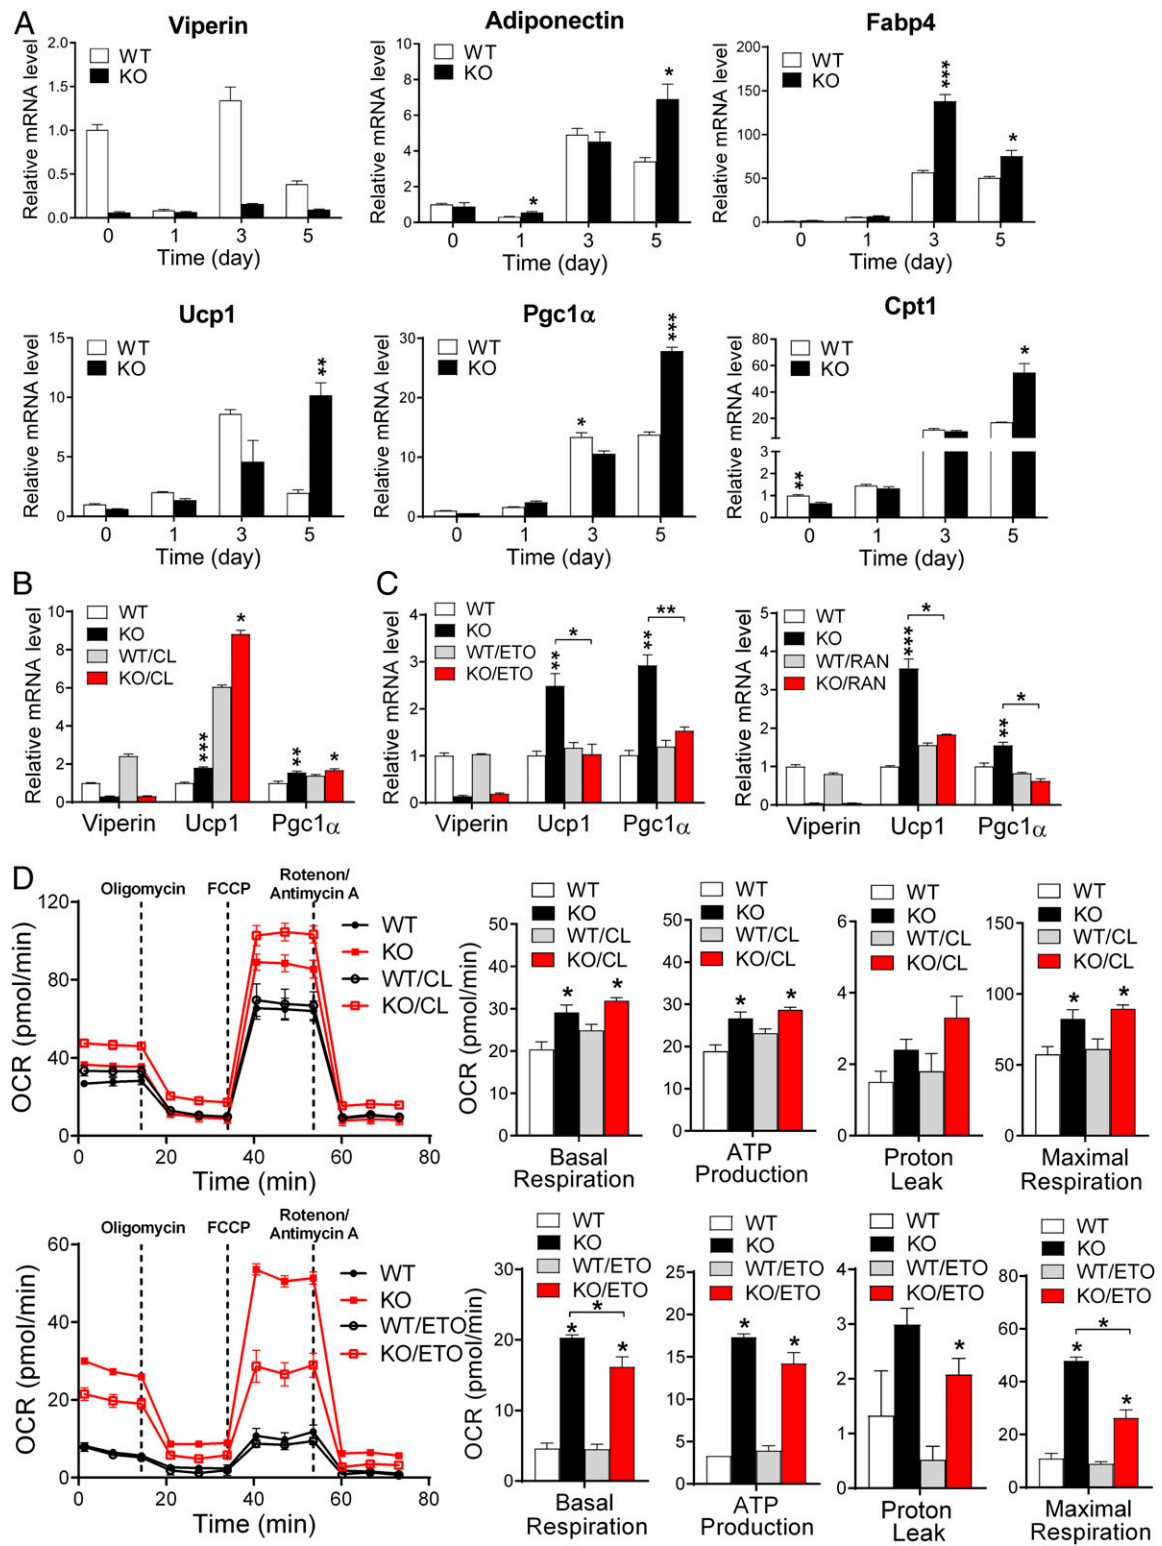 A
Viperin
Relative mRNA level
2.0
1.5
1.0
0.5
0.0
WT
KO
0 1 3 5
Time (day)
Adiponectin
Relative mRNA level
10
8
6
4
2
0
WT
KO
*
*
0 1 3 5
Time (day)
Fabp4
Relative mRNA level
200
150
100
50
0
WT
KO
***
*
0 1 3 5
Time (day)
Ucp1
Relative mRNA level
15
10
5
0
WT
KO
**
0 1 3 5
Time (day)
Pgc1α
Relative mRNA level
30
20
10
0
WT
KO
*
***
0 1 3 5
Time (day)
Cpt1
Relative mRNA level
80
60
40
20
3
2
1
0
WT
KO
**
*
0 1 3 5
Time (day)
B
Relative mRNA level
10
8
6
4
2
0
WT
KO
WT/CL
KO/CL
***
*
**
*
Viperin Ucp1 Pgc1α
C
Relative mRNA level
4
3
2
1
0
WT
KO
WT/ETO
KO/ETO
**
*
**
**
Viperin Ucp1 Pgc1α
Relative mRNA level
5
4
3
2
1
0
WT
KO
WT/RAN
KO/RAN
***
*
**
*
Viperin Ucp1 Pgc1α
D
Oligomycin FCCP Rotenon/
Antimycin A
OCR (pmol/min)
120
80
40
0
WT
KO
WT/CL
KO/CL
0 20 40 60 80
Time (min)
OCR (pmol/min)
50
40
30
20
10
0
WT
KO
WT/CL
KO/CL
* *
Basal
Respiration
50
40
30
20
10
0
WT
KO
WT/CL
KO/CL
* *
ATP
Production
6
4
2
0
WT
KO
WT/CL
KO/CL
Proton
Leak
150
100
50
0
WT
KO
WT/CL
KO/CL
* *
Maximal
Respiration
Oligomycin FCCP Rotenon/
Antimycin A
OCR (pmol/min)
60
40
20
0
WT
KO
WT/ETO
KO/ETO
0 20 40 60 80
Time (min)
OCR (pmol/min)
30
20
10
0
WT
KO
WT/ETO
KO/ETO
*
* *
Basal
Respiration
25
20
15
10
5
0
WT
KO
WT/ETO
KO/ETO
* *
ATP
Production
4
3
2
1
0
WT
KO
WT/ETO
KO/ETO
*
Proton
Leak
80
60
40
20
0
WT
KO
WT/ETO
KO/ETO
*
* *
Maximal
Respiration